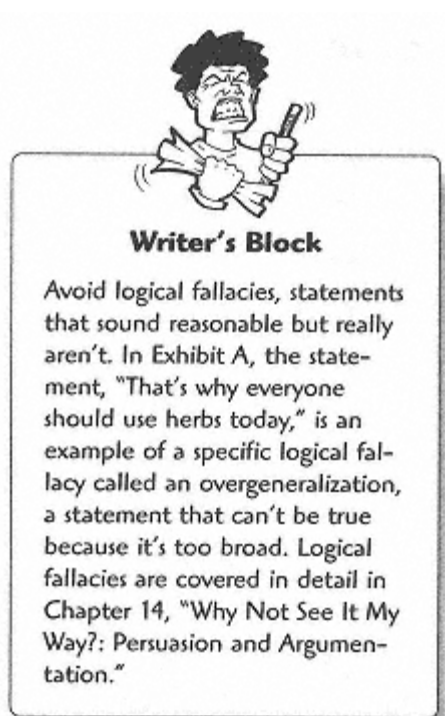 Writer's Block
Avoid logical fallacies, statements
that sound reasonable but really
aren't. In Exhibit A, the state-
ment, "That's why everyone
should use herbs today," is an
example of a specific logical fal-
lacy called an overgeneralization,
a statement that can't be true
because it's too broad. Logical
fallacies are covered in detail in
Chapter 14, "Why Not See It My
Way?: Persuasion and Argumen-
tation."